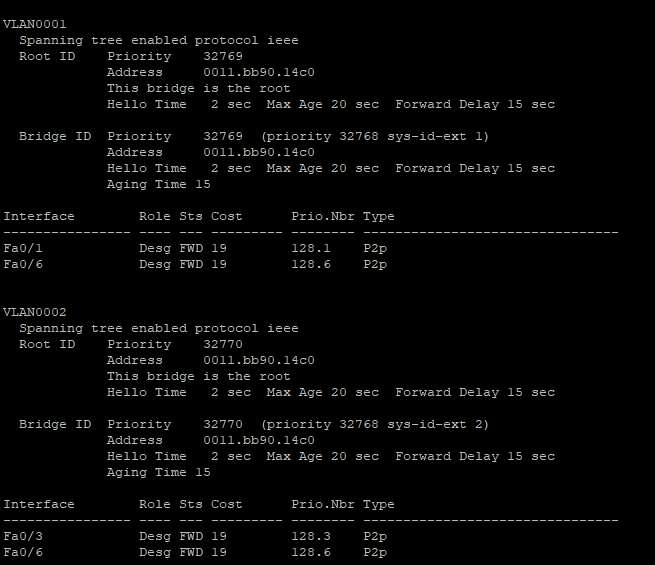 VLAN0001
  Spanning tree enabled protocol ieee
  Root ID    Priority    32769
             Address     0011.bb90.14c0
             This bridge is the root
             Hello Time   2 sec  Max Age 20 sec  Forward Delay 15 sec

  Bridge ID  Priority    32769  (priority 32768 sys-id-ext 1)
             Address     0011.bb90.14c0
             Hello Time   2 sec  Max Age 20 sec  Forward Delay 15 sec
             Aging Time 15

Interface        Role Sts Cost      Prio.Nbr Type
---------------- ---- --- --------- -------- --------------------------------
Fa0/1            Desg FWD 19        128.1    P2p
Fa0/6            Desg FWD 19        128.6    P2p

VLAN0002
  Spanning tree enabled protocol ieee
  Root ID    Priority    32770
             Address     0011.bb90.14c0
             This bridge is the root
             Hello Time   2 sec  Max Age 20 sec  Forward Delay 15 sec

  Bridge ID  Priority    32770  (priority 32768 sys-id-ext 2)
             Address     0011.bb90.14c0
             Hello Time   2 sec  Max Age 20 sec  Forward Delay 15 sec
             Aging Time 15

Interface        Role Sts Cost      Prio.Nbr Type
---------------- ---- --- --------- -------- --------------------------------
Fa0/3            Desg FWD 19        128.3    P2p
Fa0/6            Desg FWD 19        128.6    P2p